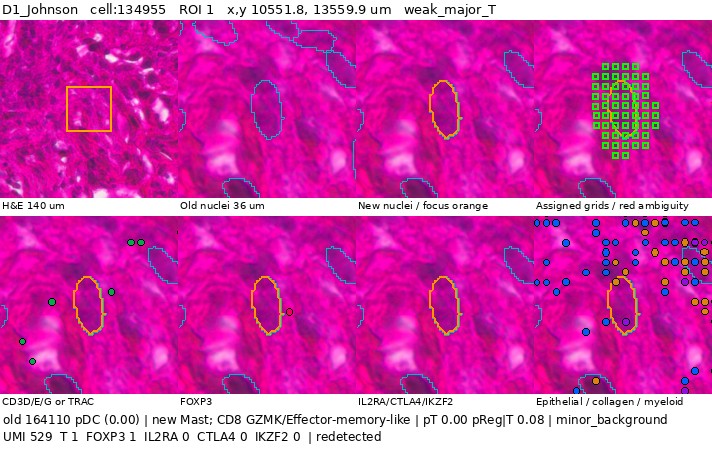 D1_Johnson   cell:134955   ROI 1   x,y 10551.8, 13559.9 um   weak_major_T
H&E 140 um
Old nuclei 36 um
New nuclei / focus orange
Assigned grids / red ambiguity
CD3D/E/G or TRAC
FOXP3
IL2RA/CTLA4/IKZF2
Epithelial / collagen / myeloid
old 164110 pDC (0.00) | new Mast; CD8 GZMK/Effector-memory-like | pT 0.00 pReg|T 0.08 | minor_background
UMI 529  T 1  FOXP3 1  IL2RA 0  CTLA4 0  IKZF2 0  | redetected